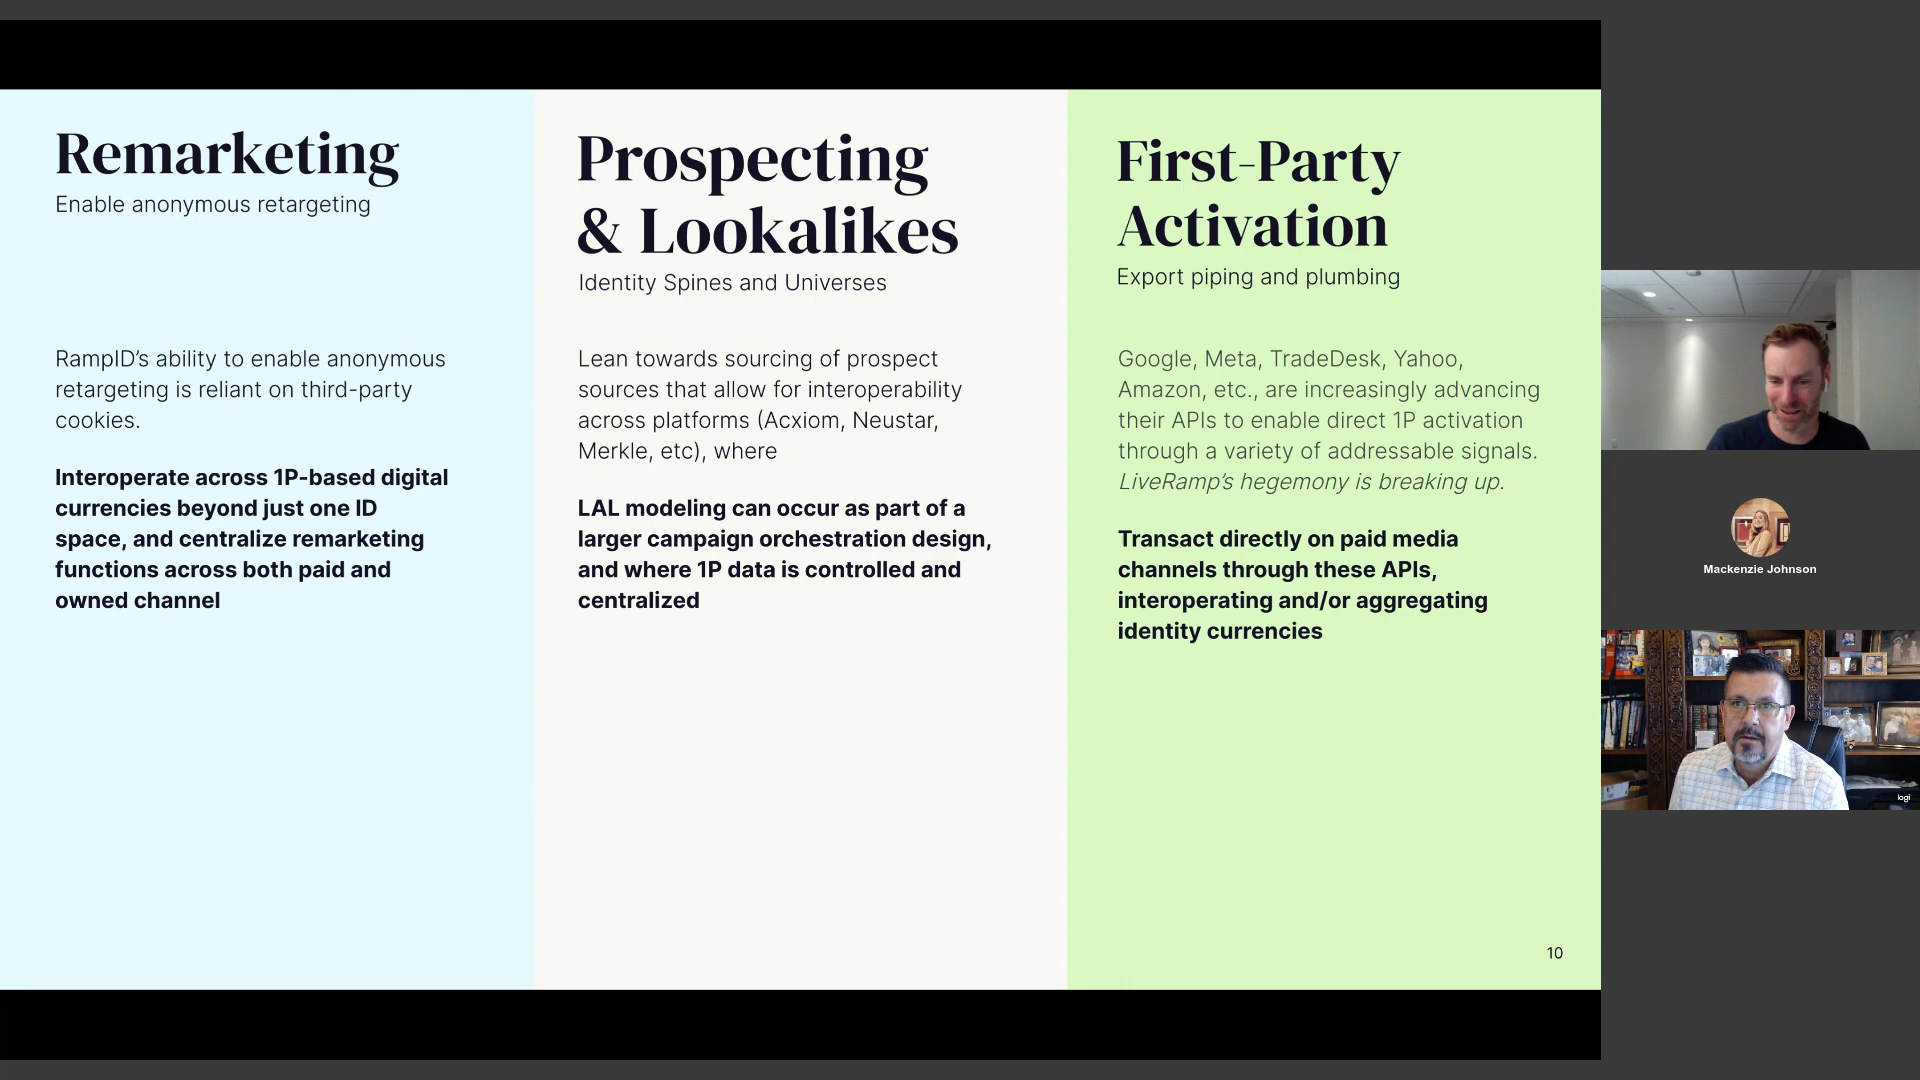 Remarketing
Enable anonymous retargeting
RampID’s ability to enable anonymous
retargeting is reliant on third-party
cookies.
Interoperate across 1P-based digital
currencies beyond just one ID
space, and centralize remarketing
functions across both paid and
owned channel
Prospecting
& Lookalikes
Identity Spines and Universes
Lean towards sourcing of prospect
sources that allow for interoperability
across platforms (Acxiom, Neustar,
Merkle, etc), where
LAL modeling can occur as part of a
larger campaign orchestration design,
and where 1P data is controlled and
centralized
First-Party
Activation
Export piping and plumbing
Google, Meta, TradeDesk, Yahoo,
Amazon, etc., are increasingly advancing
their APIs to enable direct 1P activation
through a variety of addressable signals.
LiveRamp’s hegemony is breaking up.
Transact directly on paid media
channels through these APIs,
interoperating and/or aggregating
identity currencies
10
Mackenzie Johnson
logi